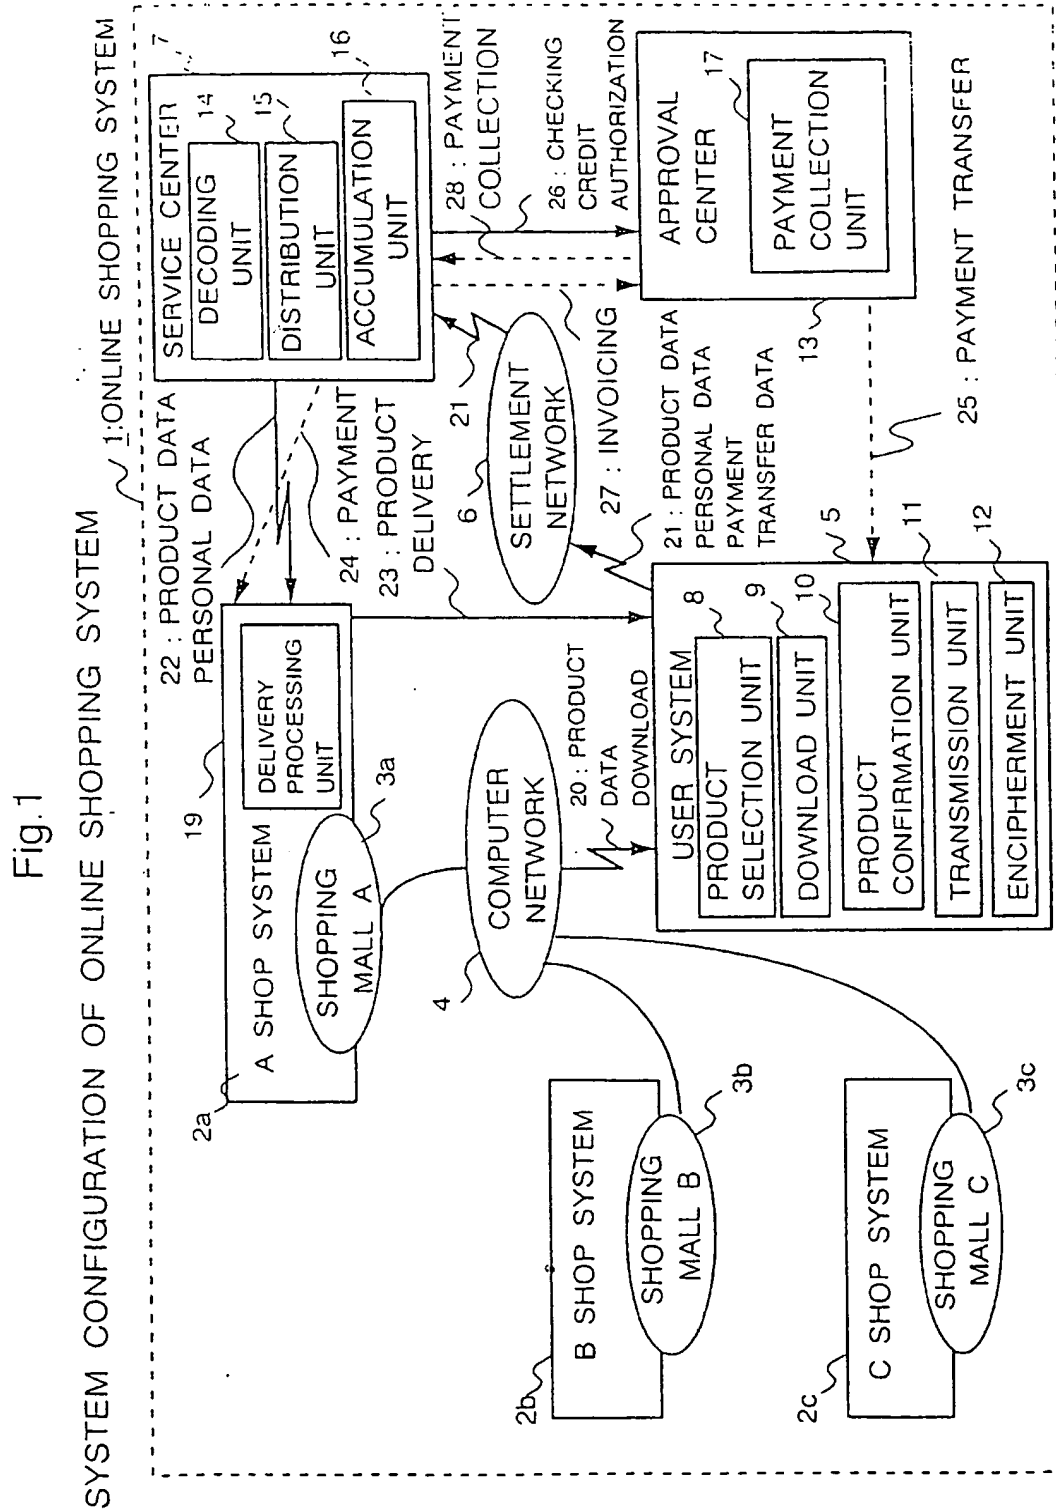 Fig.1
SYSTEM CONFIGURATION OF ONLINE SHOPPING SYSTEM
1:ONLINE SHOPPING SYSTEM
2a
A SHOP SYSTEM
19
DELIVERY
PROCESSING
UNIT
SHOPPING
MALL A
3a
22 : PRODUCT DATA
PERSONAL DATA
24 : PAYMENT
23 : PRODUCT
DELIVERY
7
SERVICE CENTER
DECODING
UNIT
14
DISTRIBUTION
UNIT
15
ACCUMULATION
UNIT
16
28 : PAYMENT
COLLECTION
26 : CHECKING
CREDIT
AUTHORIZATION
21
6
SETTLEMENT
NETWORK
27 : INVOICING
21 : PRODUCT DATA
PERSONAL DATA
PAYMENT
TRANSFER DATA
APPROVAL
CENTER
17
PAYMENT
COLLECTION
UNIT
13
25 : PAYMENT TRANSFER
4
COMPUTER
NETWORK
20 : PRODUCT
DATA
DOWNLOAD
USER SYSTEM
5
PRODUCT
SELECTION UNIT
8
DOWNLOAD UNIT
9
PRODUCT
CONFIRMATION UNIT
10
TRANSMISSION UNIT
11
ENCIPHERMENT UNIT
12
2b
B SHOP SYSTEM
SHOPPING
MALL B
3b
2c
C SHOP SYSTEM
SHOPPING
MALL C
3c